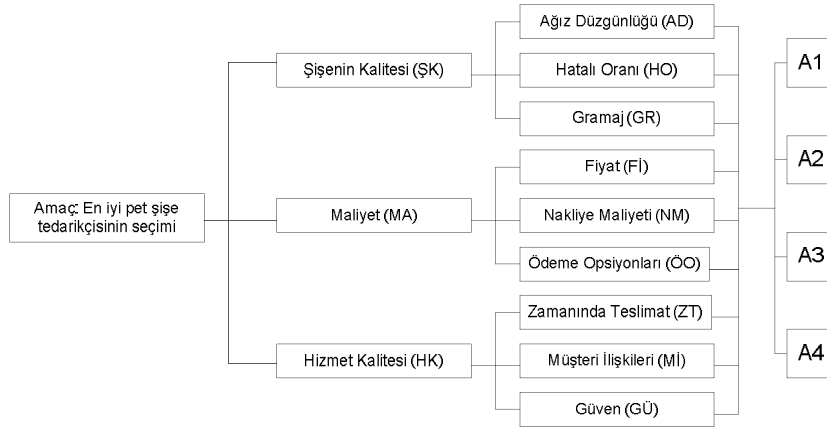 Amaç: En iyi pet şişe
tedarikçisinin seçimi
Şişenin Kalitesi (ŞK)
Maliyet (MA)
Hizmet Kalitesi (HK)
Ağız Düzgünlüğü (AD)
Hatalı Oranı (HO)
Gramaj (GR)
Fiyat (Fİ)
Nakliye Maliyeti (NM)
Ödeme Opsiyonları (ÖO)
Zamanında Teslimat (ZT)
Müşteri İlişkileri (Mİ)
Güven (GÜ)
A1
A2
A3
A4